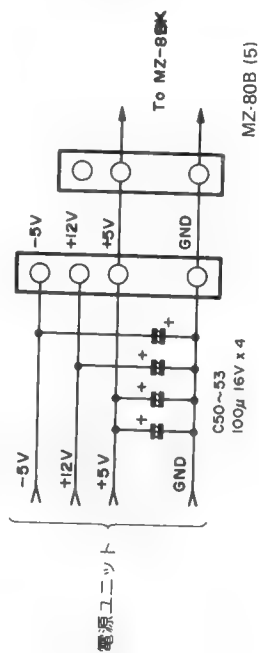 電源ユニット
-5V
+12V
+5V
GND
-5V
+12V
+5V
GND
+
+
+
+
C50~53
100μ 16V x 4
To MZ-8
MZ-80B (5)